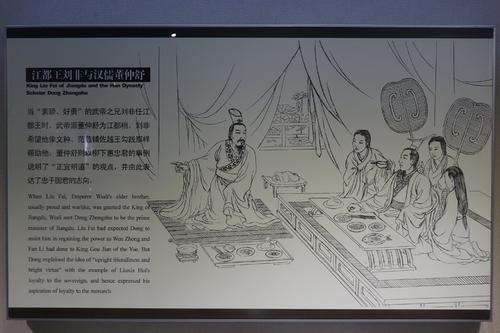 江都王刘非与汉儒董仲舒
King Liu Fei of Jiangdu and the Hun Dynasty
Scholar Dong Zhongshu
当“素骄、好勇”的武帝之兄刘非任江
都王时，武帝派董仲舒为江都相。刘非
希望他像文种、范蠡辅佐越王勾践那样
辅助他。董仲舒则以柳下惠忠君的事例
说明了“正宜明道”的观点，并由此表
达了忠于国君的志向。
When Liu Fei, Emperor Wudi's elder brother,
usually proud and warlike, was granted the King of
Jiangdu, Wudi sent Dong Zhongshu to be the prime
minister of Jiangdu. Liu Fei had expected Dong to
assist him in regaining the power as Wen Zhong and
Fan Li had done to King Gou Jian of the Yue. But
Dong explained the idea of "upright friendliness and
bright virtue" with the example of Liuxia Hui's
loyalty to the sovereign, and hence expressed his
aspiration of loyalty to the monarch.